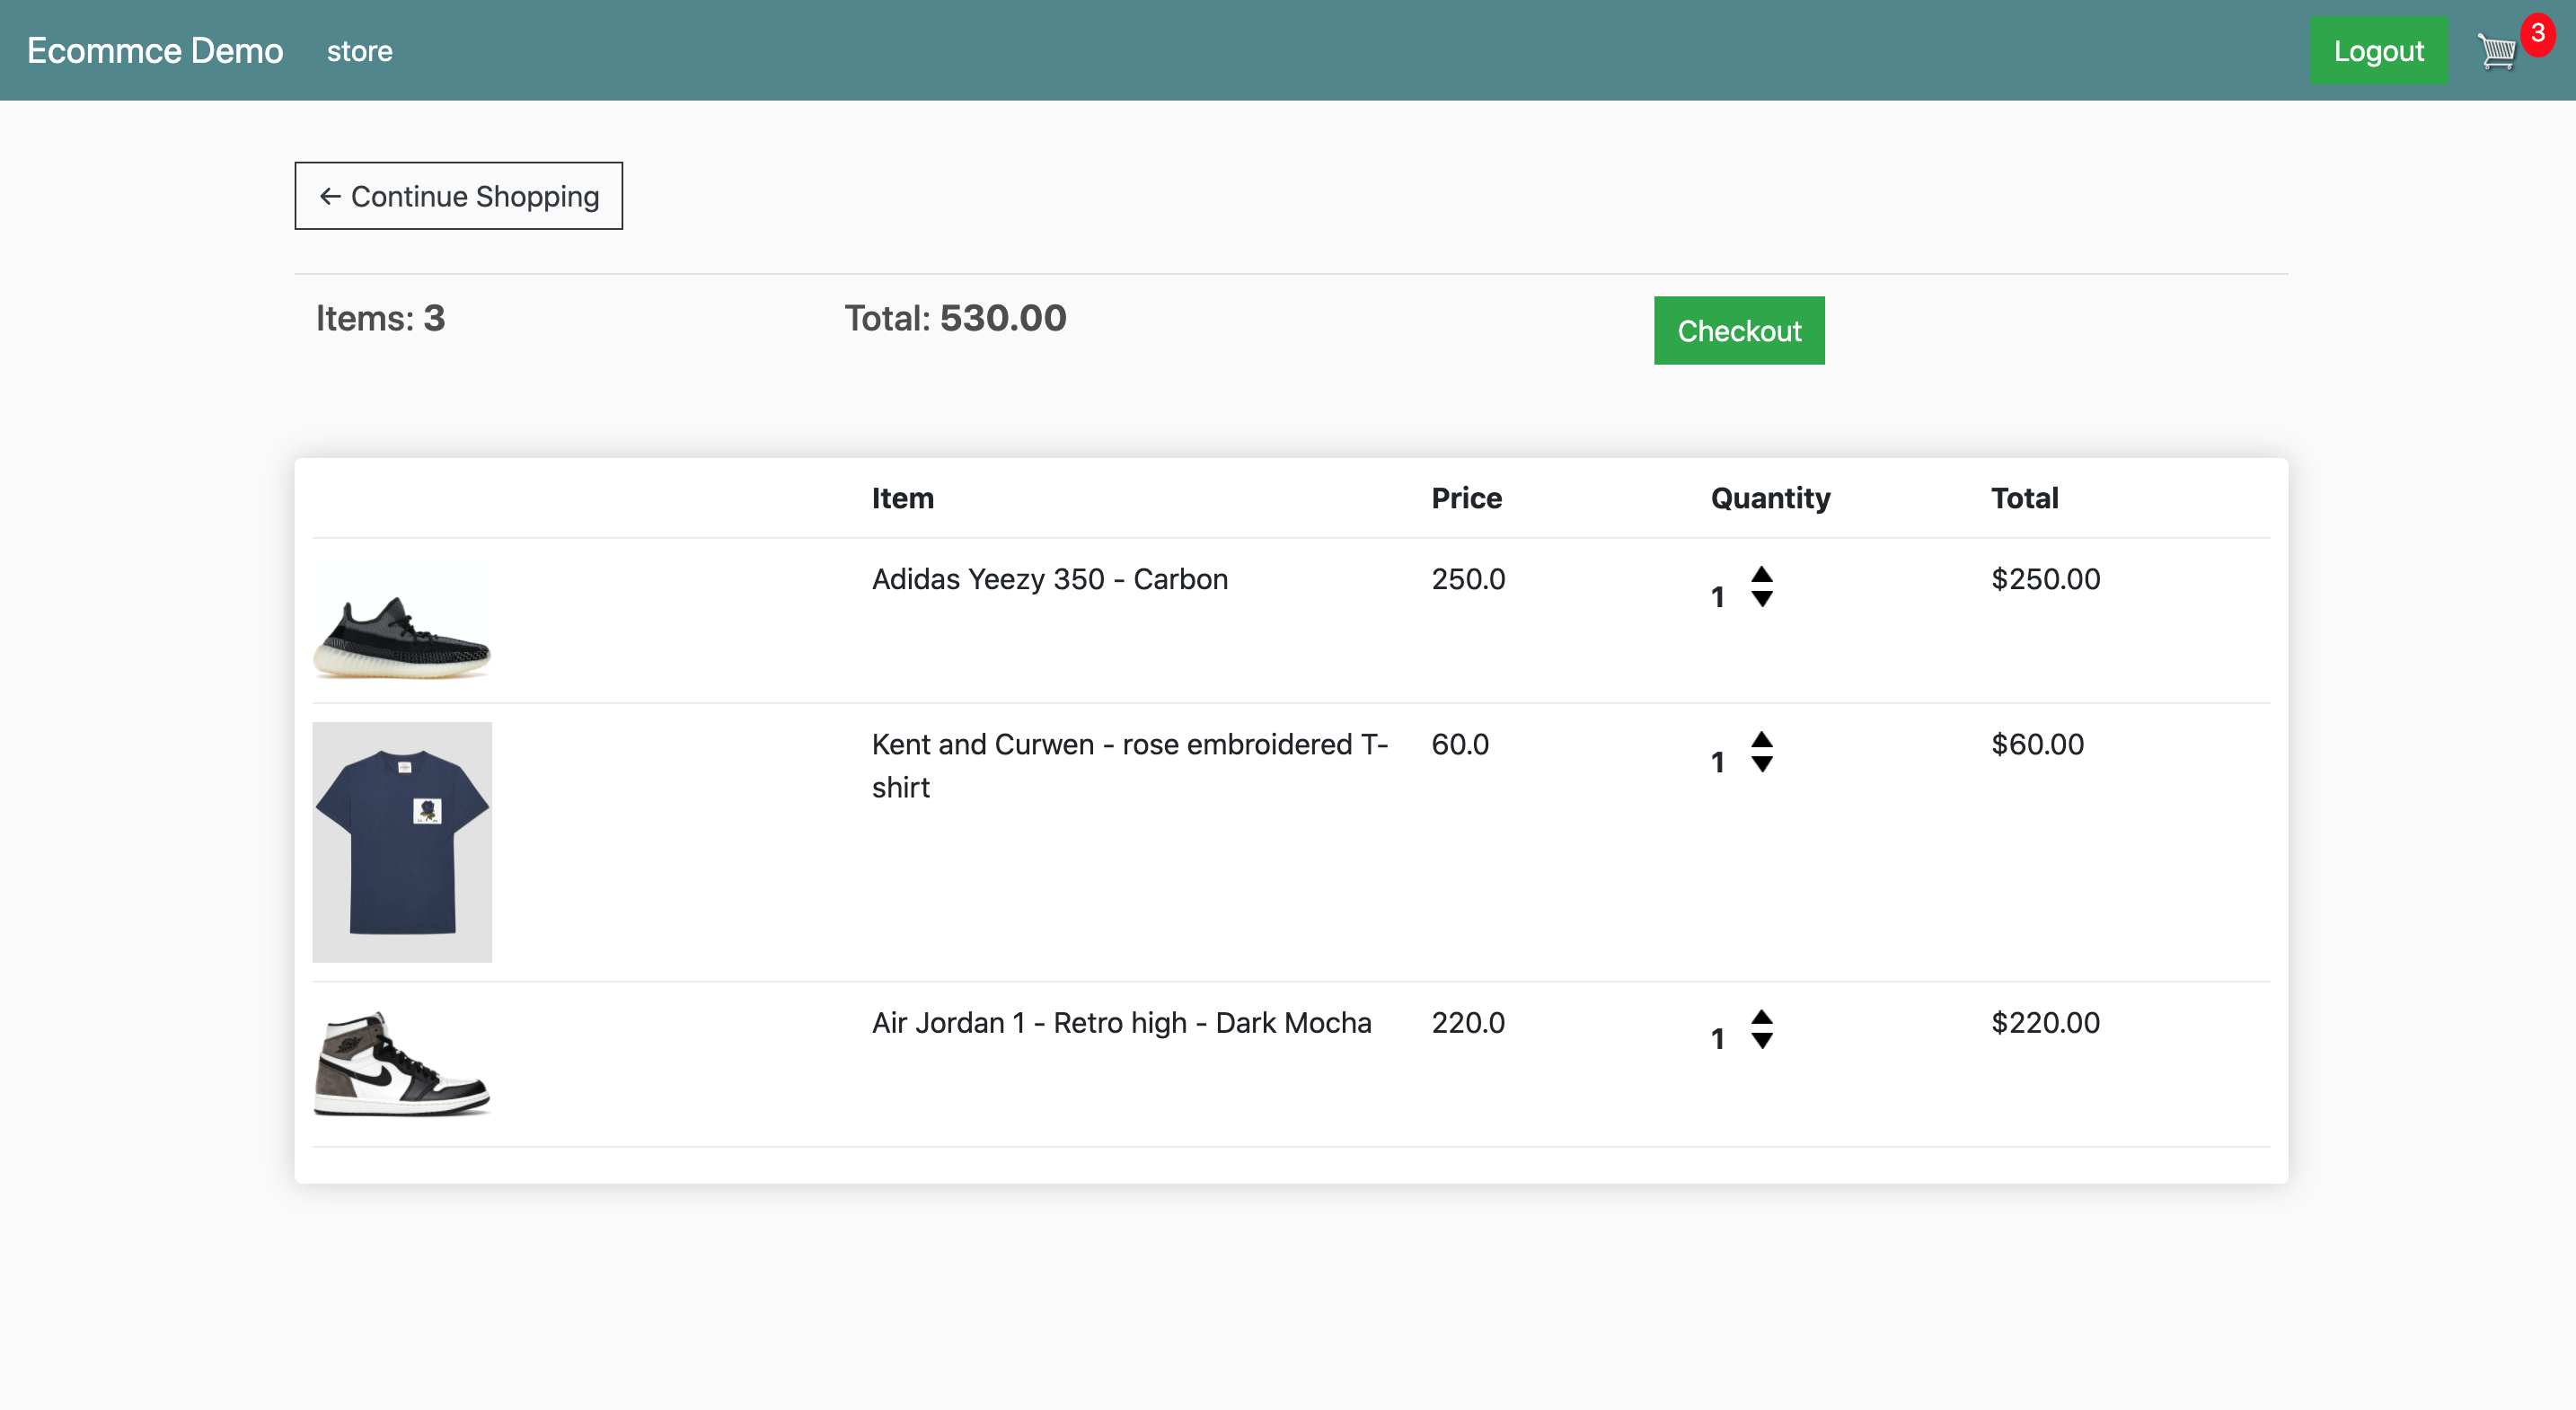 Ecommce Demo store Logout 3
← Continue Shopping
Items: 3 Total: 530.00 Checkout
Item Price Quantity Total
Adidas Yeezy 350 - Carbon 250.0 1 $250.00
Kent and Curwen - rose embroidered T-
shirt 60.0 1 $60.00
Air Jordan 1 - Retro high - Dark Mocha 220.0 1 $220.00